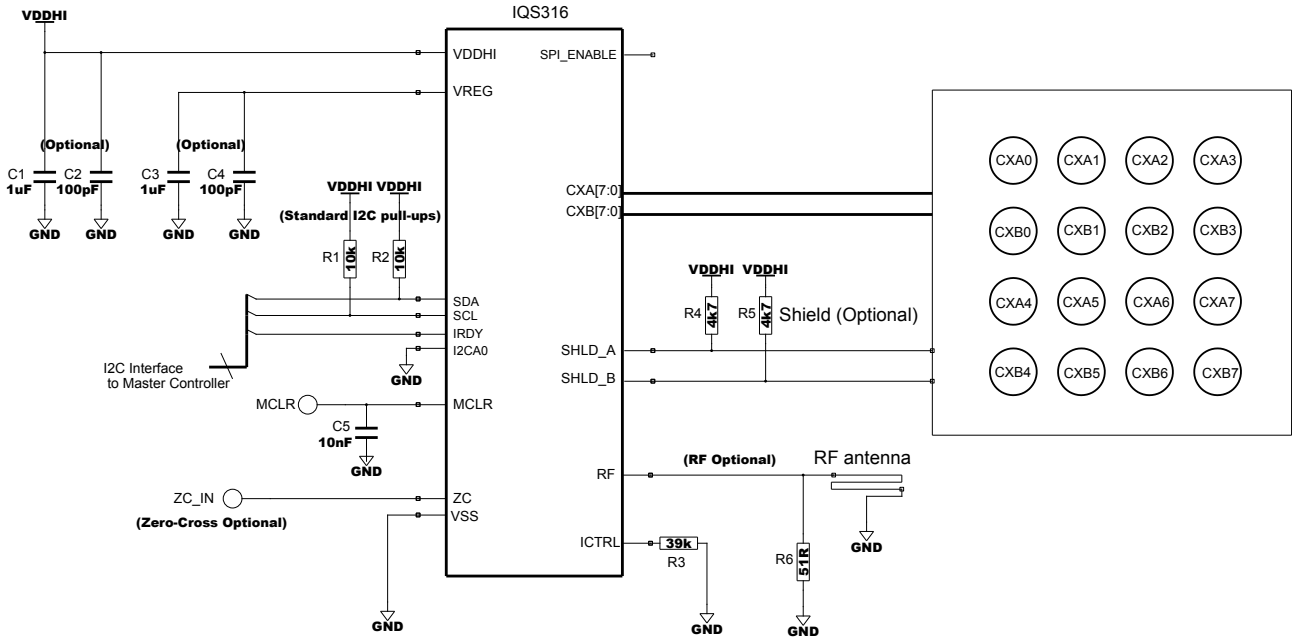 IQS316
VDDHI
VDDHI
SPI_ENABLE
VREG
(Optional)
(Optional)
C1
1uF
C2
100pF
C3
1uF
C4
100pF
GND
GND
GND
GND
VDDHI
VDDHI
(Standard I2C pull-ups)
R1
10k
R2
10k
SDA
SCL
IRDY
I2CA0
I2C Interface
to Master Controller
GND
MCLR
MCLR
C5
10nF
GND
ZC_IN
(Zero-Cross Optional)
ZC
VSS
GND
CXA[7:0]
CXB[7:0]
VDDHI
VDDHI
R4
4k7
R5
4k7
Shield (Optional)
SHLD_A
SHLD_B
RF
(RF Optional)
RF antenna
GND
ICTRL
39k
R3
GND
R6
51R
GND
CXA0
CXA1
CXA2
CXA3
CXB0
CXB1
CXB2
CXB3
CXA4
CXA5
CXA6
CXA7
CXB4
CXB5
CXB6
CXB7